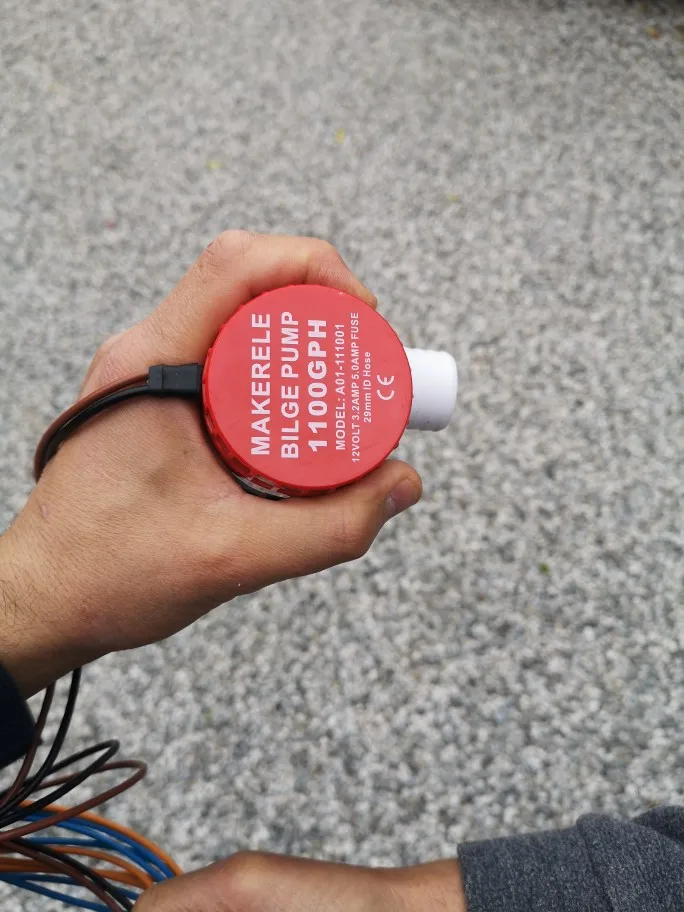 MAKERELE
BILGE PUMP
1100GPH
MODEL: A01-111001
12VOLT 3.2AMP 5.0AMP FUSE
29mm ID Hose
CE